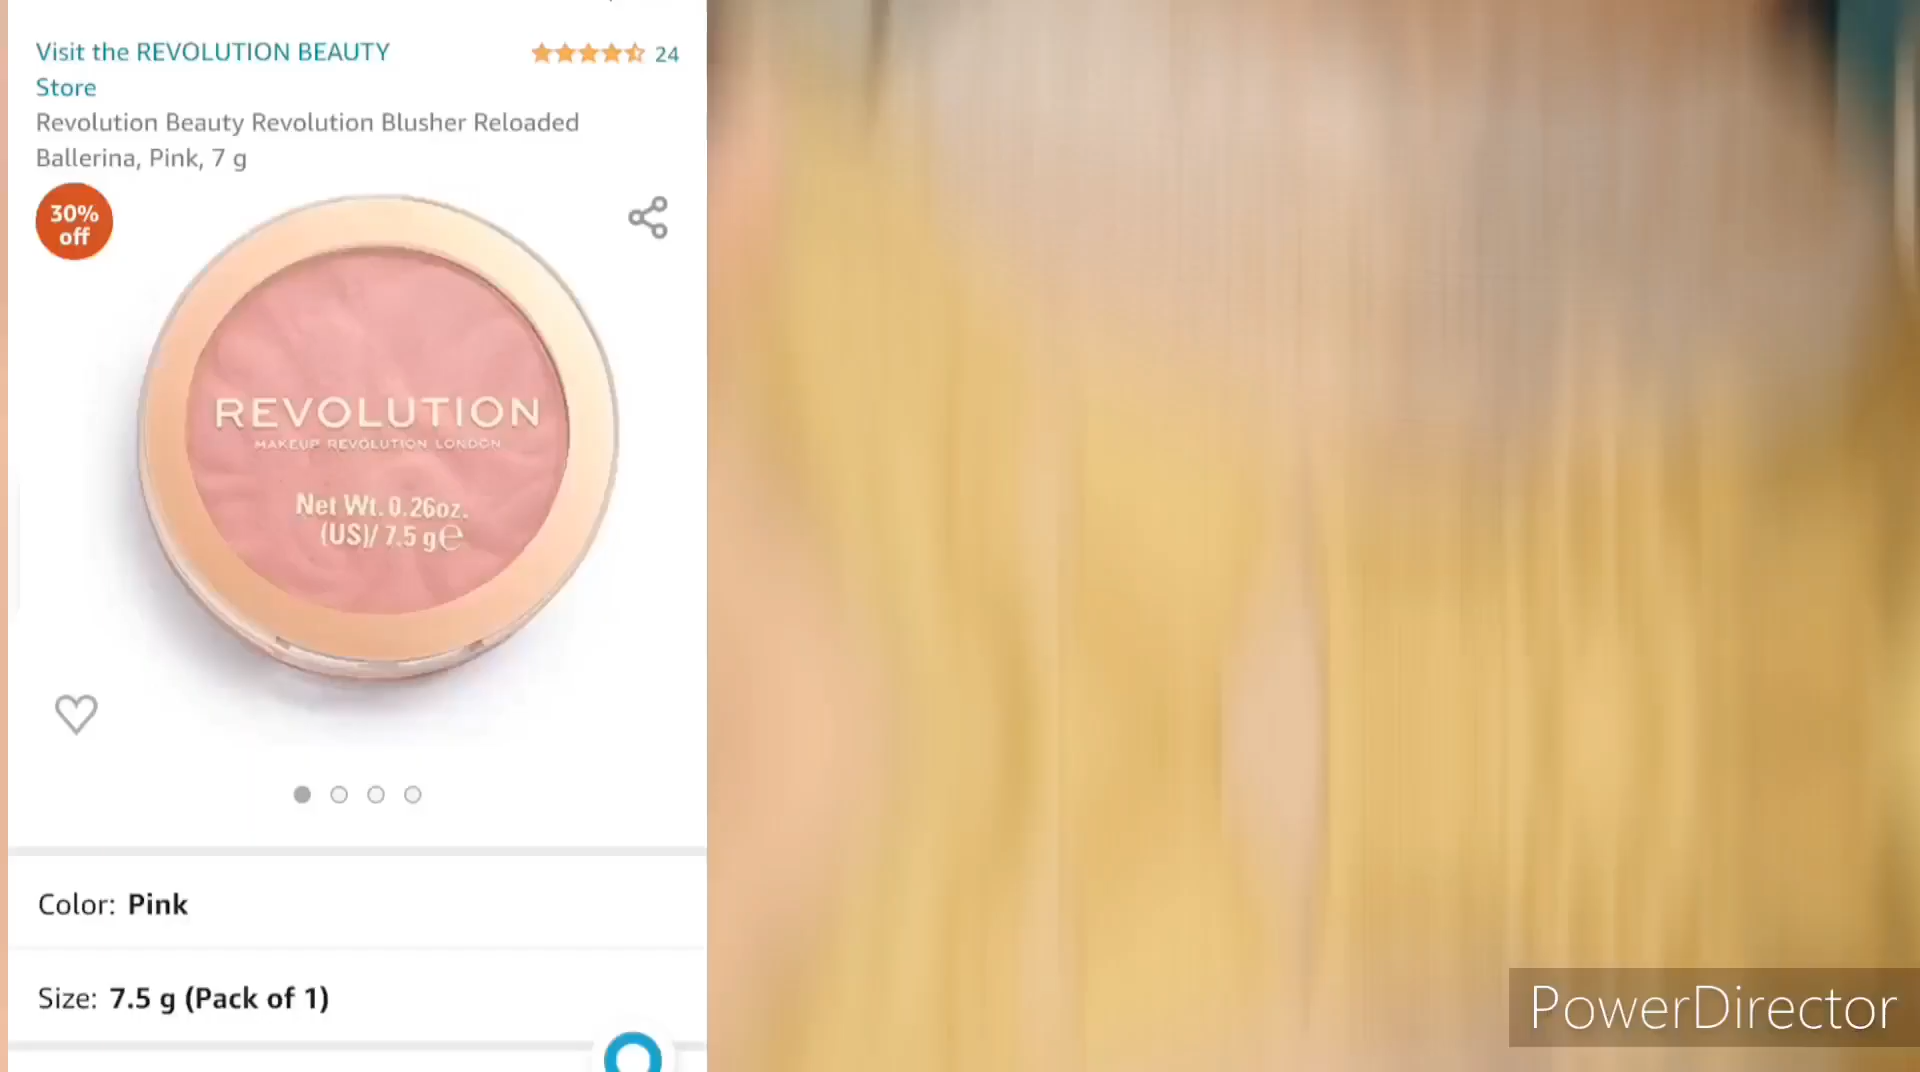 Visit the REVOLUTION BEAUTY
Store
24
Revolution Beauty Revolution Blusher Reloaded
Ballerina, Pink, 7 g
30%
off
REVOLUTION
MAKEUP REVOLUTION LONDON
Net Wt. 0.26oz.
(US)/ 7.5 g℮
Color: Pink
Size: 7.5 g (Pack of 1)
PowerDirector